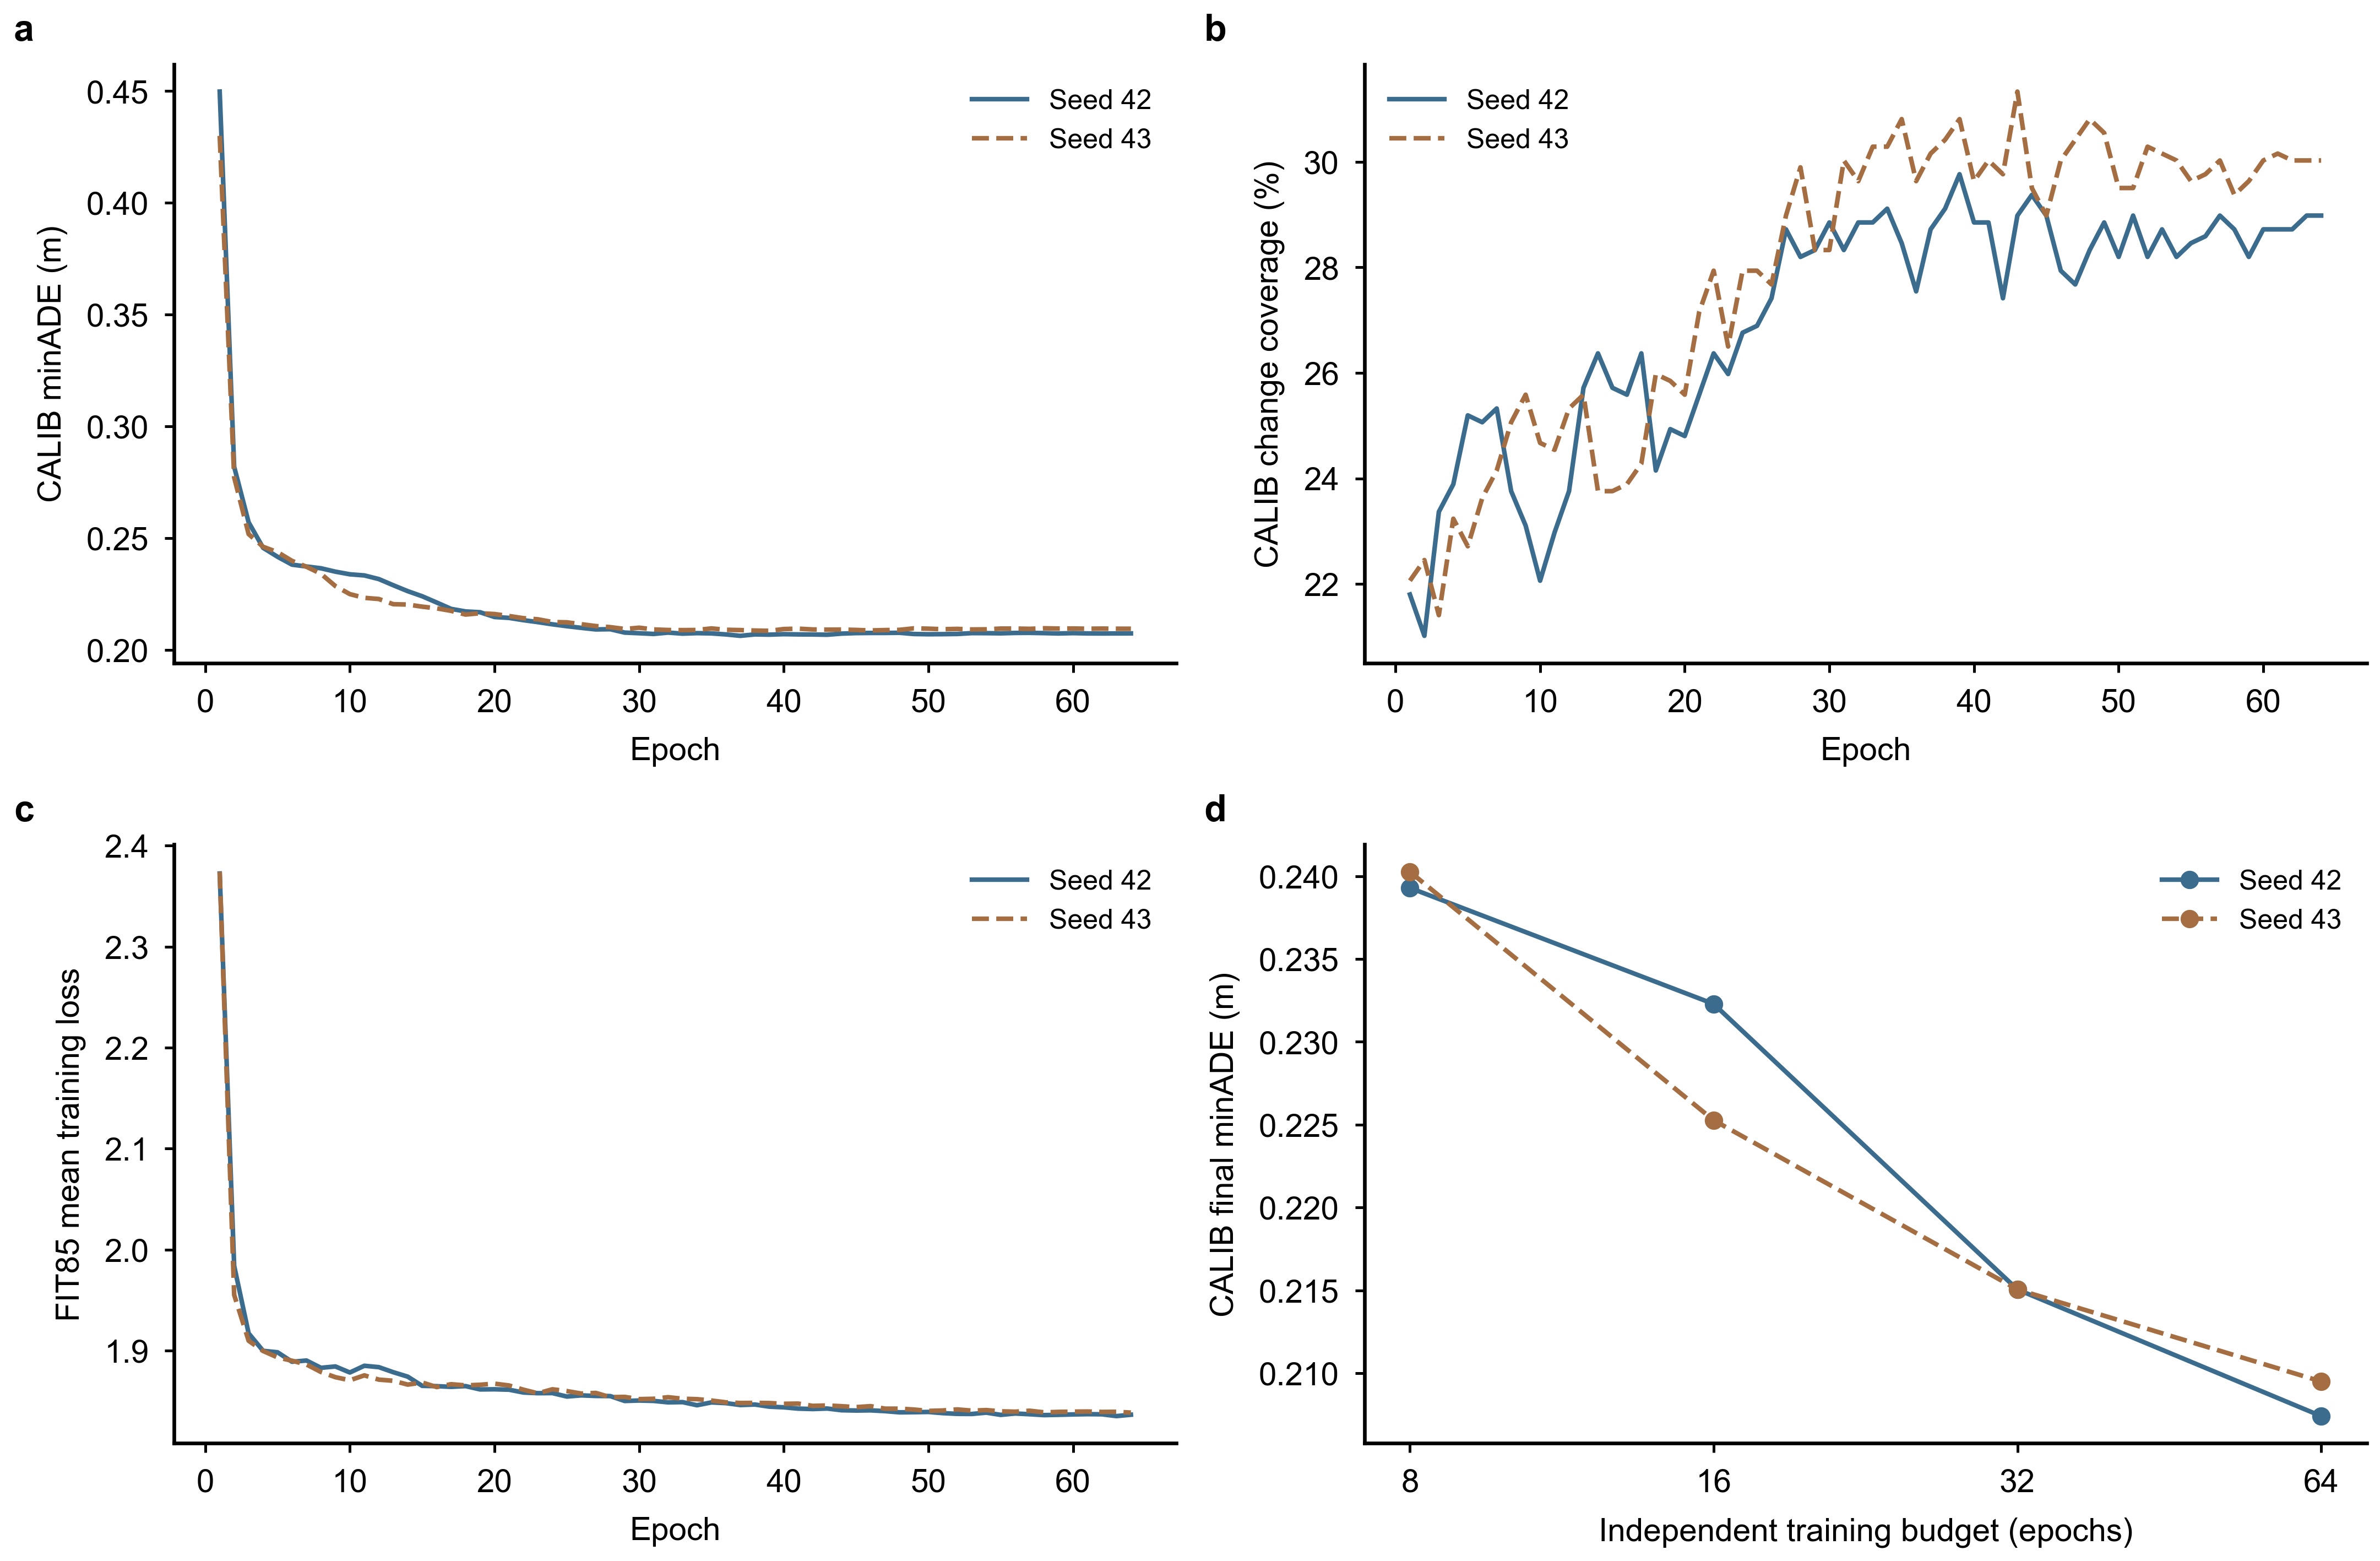 a
CALIB minADE (m)
0.45
0.40
0.35
0.30
0.25
0.20
0
10
20
30
40
50
60
Epoch
Seed 42
Seed 43
b
CALIB change coverage (%)
30
28
26
24
22
0
10
20
30
40
50
60
Epoch
Seed 42
Seed 43
c
FIT85 mean training loss
2.4
2.3
2.2
2.1
2.0
1.9
0
10
20
30
40
50
60
Epoch
Seed 42
Seed 43
d
CALIB final minADE (m)
0.240
0.235
0.230
0.225
0.220
0.215
0.210
8
16
32
64
Independent training budget (epochs)
Seed 42
Seed 43